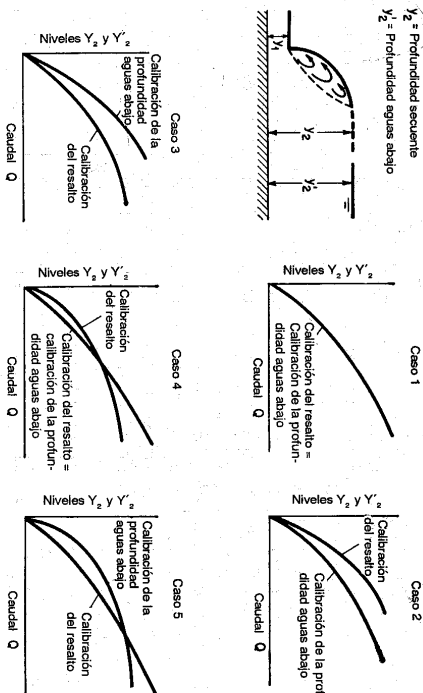 y₂ = Profundidad secuente
y'₂ = Profundidad aguas abajo
y₁
y₂
y'₂
Caso 1
Niveles Y₂ y Y'₂
Calibración del resalto =
Calibración de la profun-
didad aguas abajo
Caudal Q
Caso 2
Niveles Y₂ y Y'₂
Calibración
del resalto
Calibración de la prof
didad aguas abajo
Caudal Q
Caso 3
Niveles Y₂ y Y'₂
Calibración de la
profundidad
aguas abajo
Calibración
del resalto
Caudal Q
Caso 4
Niveles Y₂ y Y'₂
Calibración
del resalto
Calibración del resalto =
calibración de la profun-
didad aguas abajo
Caudal Q
Caso 5
Niveles Y₂ y Y'₂
Calibración de la
profundidad
aguas abajo
Calibración
del resalto
Caudal Q